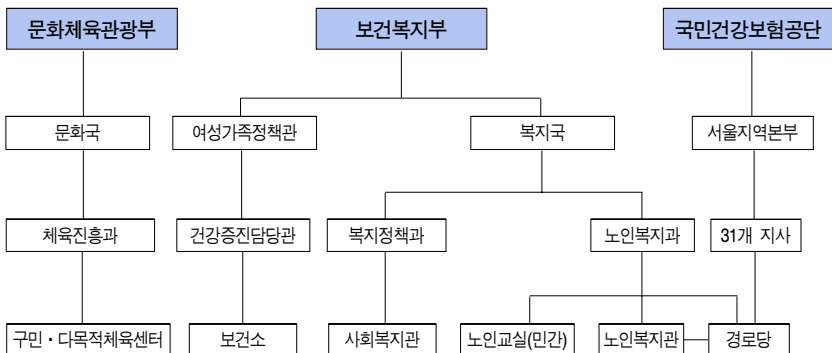 문화체육관광부
보건복지부
국민건강보험공단
문화국
여성가족정책관
복지국
서울지역본부
체육진흥과
건강증진담당관
복지정책과
노인복지과
31개 지사
구민·다목적체육센터
보건소
사회복지관
노인교실(민간)
노인복지관
경로당